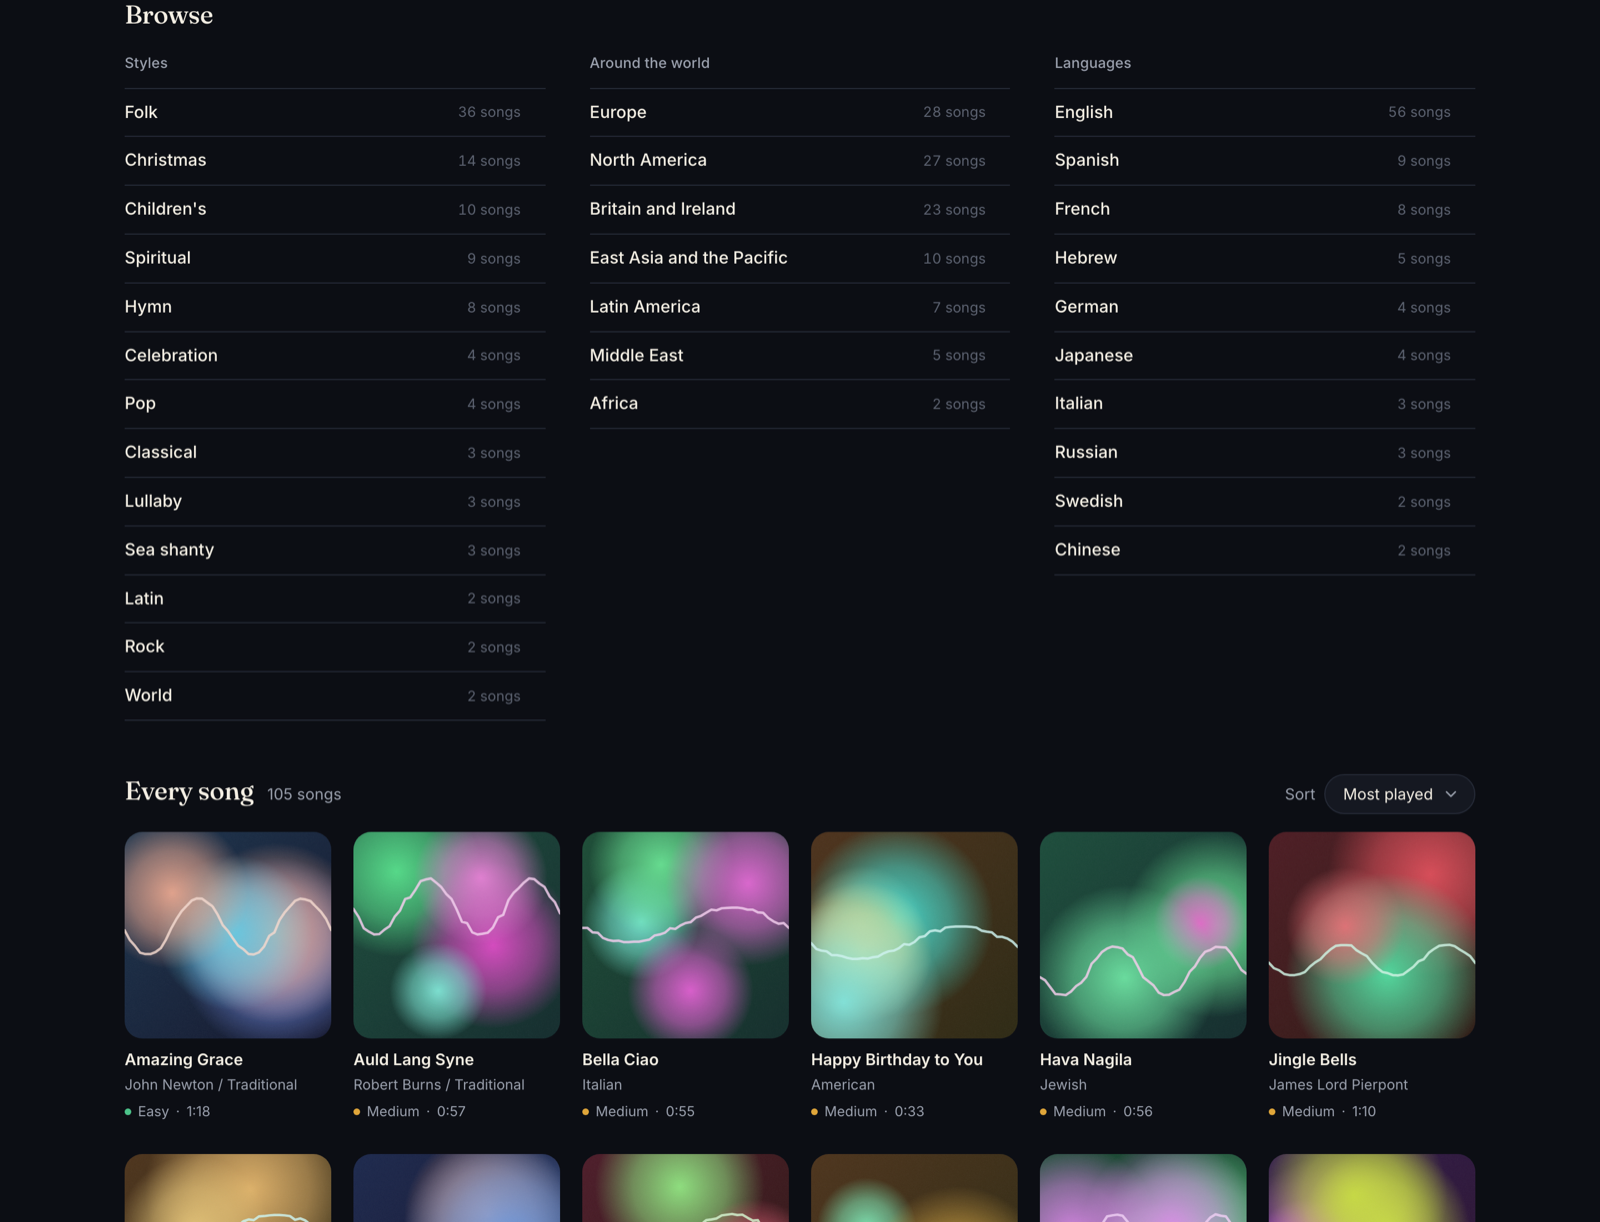 Browse
Styles
Folk 36 songs
Christmas 14 songs
Children's 10 songs
Spiritual 9 songs
Hymn 8 songs
Celebration 4 songs
Pop 4 songs
Classical 3 songs
Lullaby 3 songs
Sea shanty 3 songs
Latin 2 songs
Rock 2 songs
World 2 songs
Around the world
Europe 28 songs
North America 27 songs
Britain and Ireland 23 songs
East Asia and the Pacific 10 songs
Latin America 7 songs
Middle East 5 songs
Africa 2 songs
Languages
English 56 songs
Spanish 9 songs
French 8 songs
Hebrew 5 songs
German 4 songs
Japanese 4 songs
Italian 3 songs
Russian 3 songs
Swedish 2 songs
Chinese 2 songs
Every song 105 songs
Sort Most played
Amazing Grace
John Newton / Traditional
Easy · 1:18
Auld Lang Syne
Robert Burns / Traditional
Medium · 0:57
Bella Ciao
Italian
Medium · 0:55
Happy Birthday to You
American
Medium · 0:33
Hava Nagila
Jewish
Medium · 0:56
Jingle Bells
James Lord Pierpont
Medium · 1:10